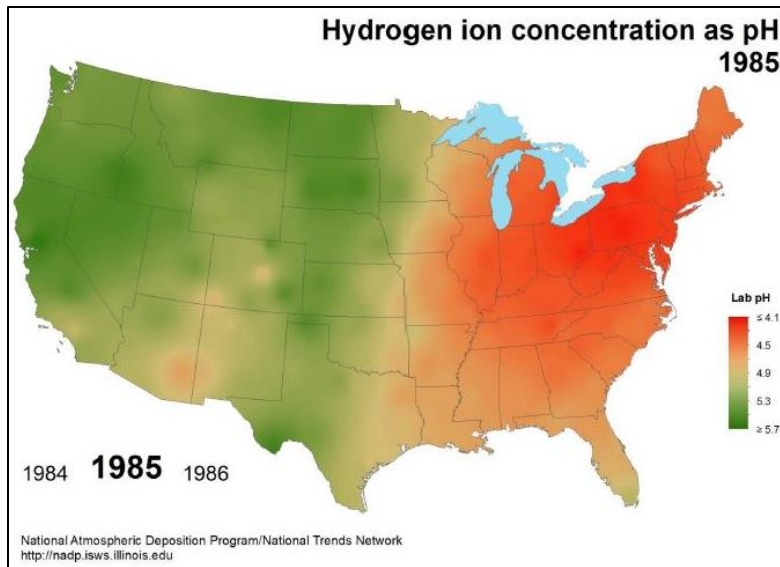 Hydrogen ion concentration as pH
1985
Lab pH
≤ 4.1
4.5
4.9
5.3
≥ 5.7
1984 1985 1986
National Atmospheric Deposition Program/National Trends Network
http://nadp.isws.illinois.edu